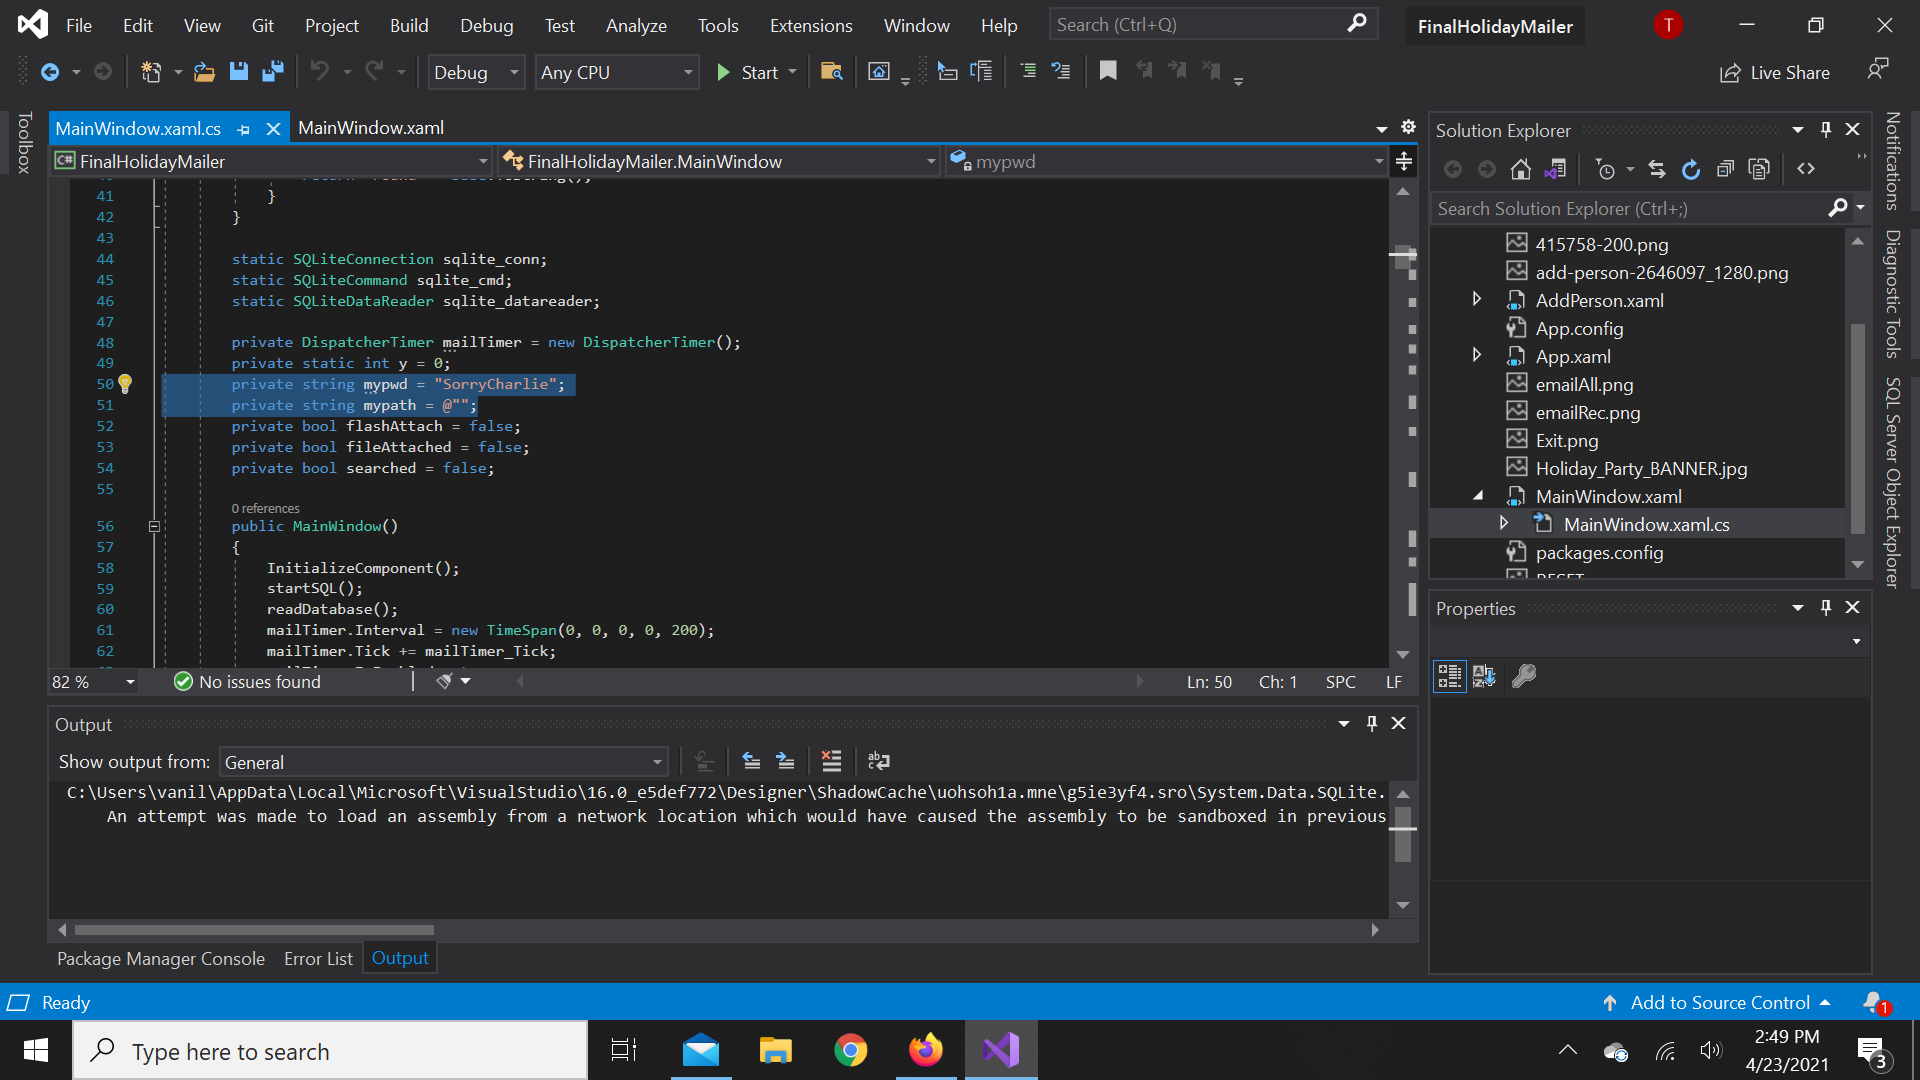 File Edit View Git Project Build Debug Test Analyze Tools Extensions Window Help Search (Ctrl+Q) FinalHolidayMailer T
Debug Any CPU Start Live Share
Toolbox
MainWindow.xaml.cs MainWindow.xaml
FinalHolidayMailer FinalHolidayMailer.MainWindow mypwd
41 }
42 }
43
44 static SQLiteConnection sqlite_conn;
45 static SQLiteCommand sqlite_cmd;
46 static SQLiteDataReader sqlite_datareader;
47
48 private DispatcherTimer mailTimer = new DispatcherTimer();
49 private static int y = 0;
50 private string mypwd = "SorryCharlie";
51 private string mypath = @"";
52 private bool flashAttach = false;
53 private bool fileAttached = false;
54 private bool searched = false;
55
0 references
56 public MainWindow()
57 {
58 InitializeComponent();
59 startSQL();
60 readDatabase();
61 mailTimer.Interval = new TimeSpan(0, 0, 0, 0, 200);
62 mailTimer.Tick += mailTimer_Tick;
82 % No issues found Ln: 50 Ch: 1 SPC LF
Output
Show output from: General
C:\Users\vanil\AppData\Local\Microsoft\VisualStudio\16.0_e5def772\Designer\ShadowCache\uohsoh1a.mne\g5ie3yf4.sro\System.Data.SQLite.
An attempt was made to load an assembly from a network location which would have caused the assembly to be sandboxed in previous
Package Manager Console Error List Output
Solution Explorer
Search Solution Explorer (Ctrl+;)
415758-200.png
add-person-2646097_1280.png
AddPerson.xaml
App.config
App.xaml
emailAll.png
emailRec.png
Exit.png
Holiday_Party_BANNER.jpg
MainWindow.xaml
MainWindow.xaml.cs
packages.config
Properties
Notifications
Diagnostic Tools
SQL Server Object Explorer
Ready Add to Source Control 1
Type here to search
2:49 PM
4/23/2021
3